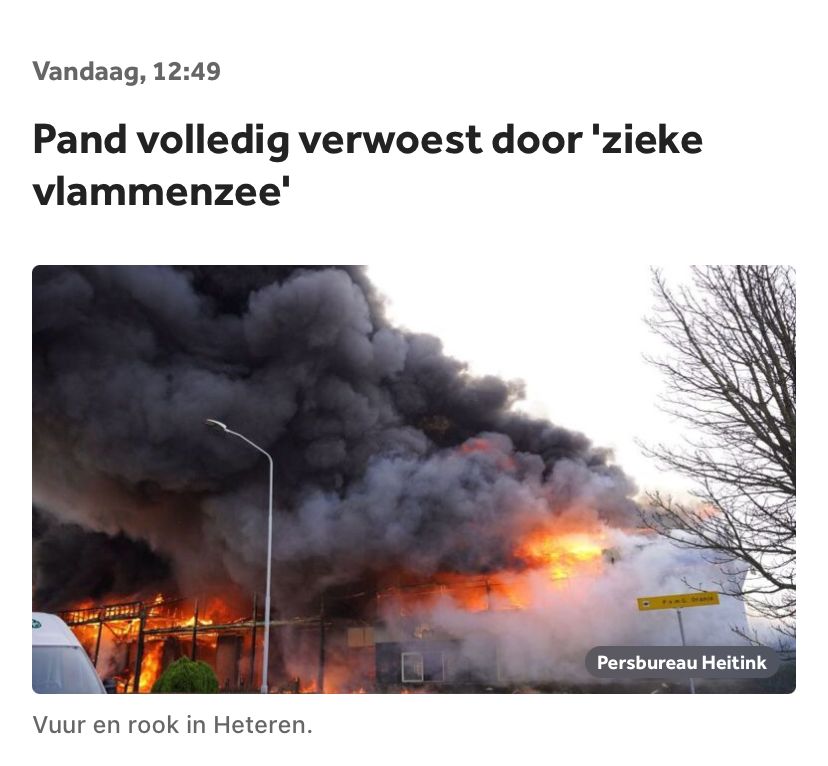 Vandaag, 12:49
Pand volledig verwoest door 'zieke
vlammenzee'
Persbureau Heitink
Vuur en rook in Heteren.